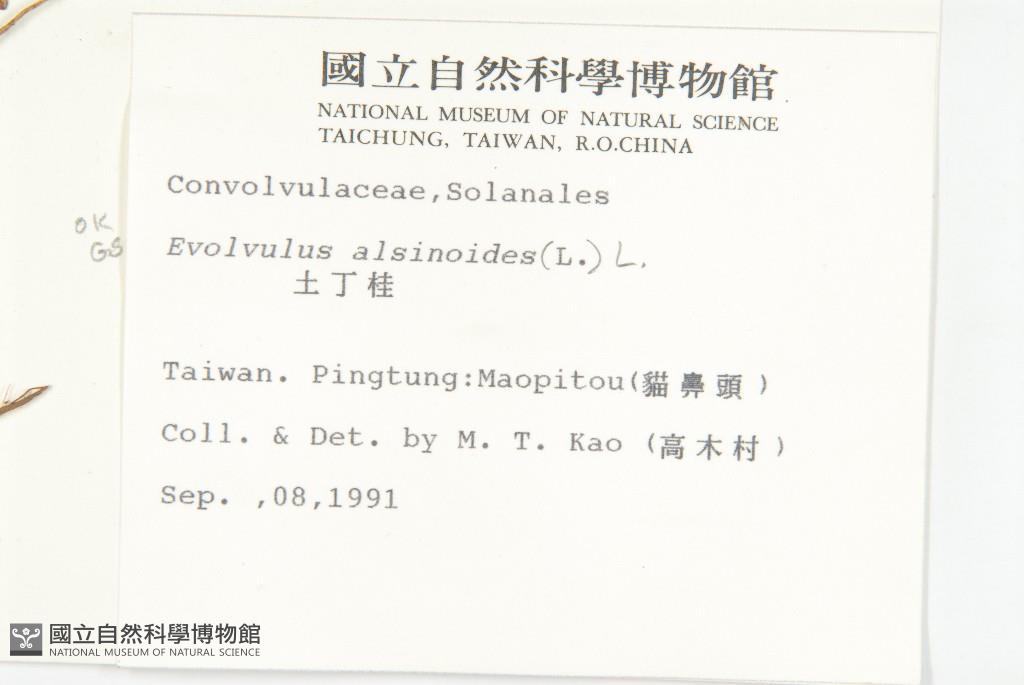 國立自然科學博物館
NATIONAL MUSEUM OF NATURAL SCIENCE
TAICHUNG, TAIWAN, R.O.CHINA
Convolvulaceae,Solanales
OK
GS
Evolvulus alsinoides(L.) L.
土丁桂
Taiwan. Pingtung:Maopitou(貓鼻頭)
Coll. & Det. by M. T. Kao (高木村)
Sep. ,08,1991
國立自然科學博物館
NATIONAL MUSEUM OF NATURAL SCIENCE